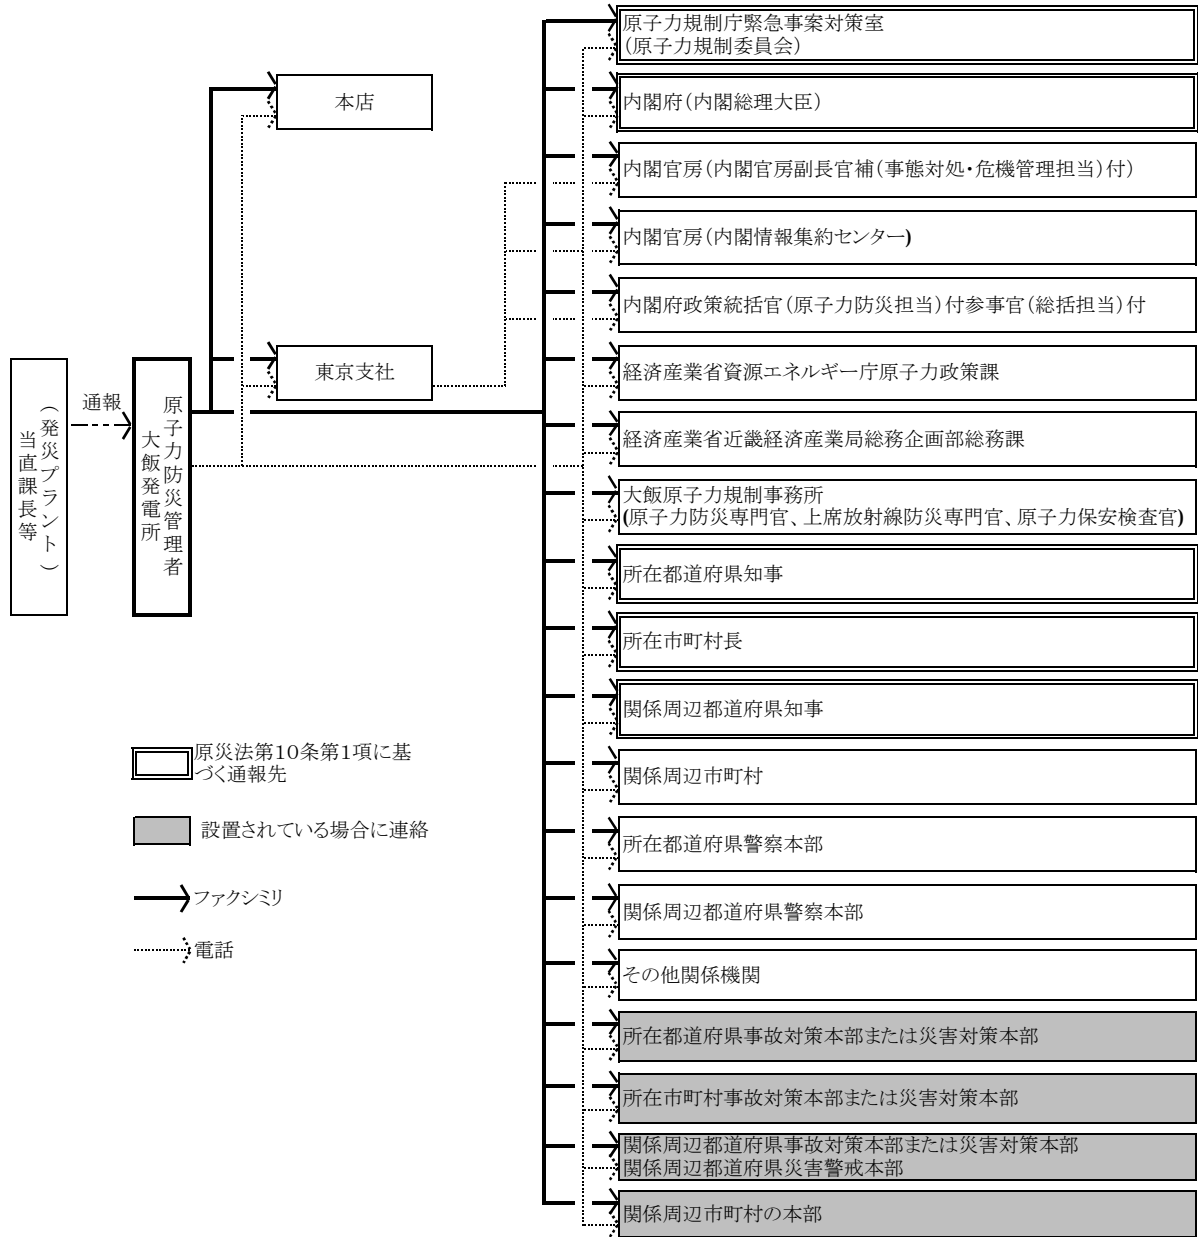 原子力規制庁緊急事案対策室
（原子力規制委員会）
本店
内閣府（内閣総理大臣）
内閣官房（内閣官房副長官補（事態対処・危機管理担当）付）
内閣官房（内閣情報集約センター)
内閣府政策統括官（原子力防災担当）付参事官（総括担当）付
東京支社
経済産業省資源エネルギー庁原子力政策課
（発災プラント）
当直課長等
通報
原子力防災管理者
大飯発電所
経済産業省近畿経済産業局総務企画部総務課
大飯原子力規制事務所
(原子力防災専門官、上席放射線防災専門官、原子力保安検査官)
所在都道府県知事
所在市町村長
関係周辺都道府県知事
関係周辺市町村
所在都道府県警察本部
関係周辺都道府県警察本部
その他関係機関
所在都道府県事故対策本部または災害対策本部
所在市町村事故対策本部または災害対策本部
関係周辺都道府県事故対策本部または災害対策本部
関係周辺都道府県災害警戒本部
関係周辺市町村の本部
原災法第１０条第１項に基
づく通報先
設置されている場合に連絡
ファクシミリ
電話